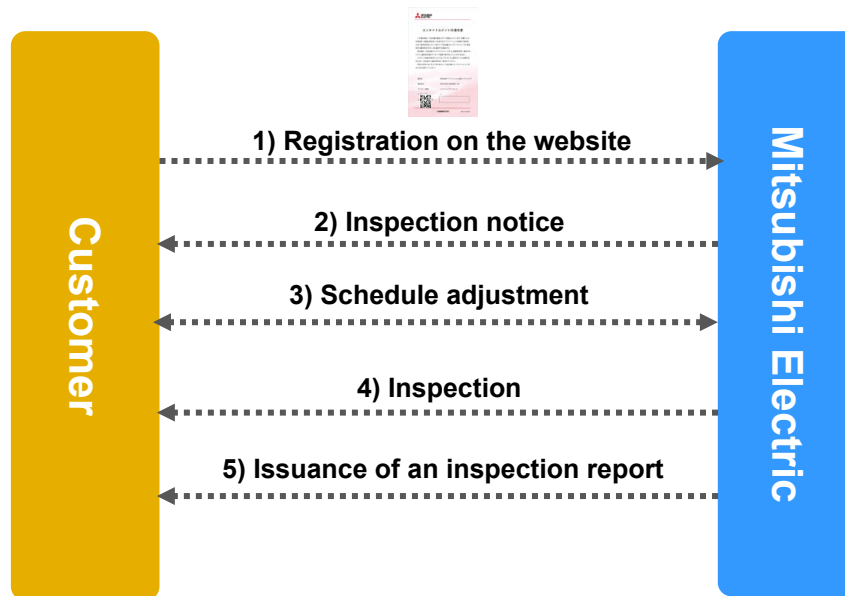 1) Registration on the website
2) Inspection notice
3) Schedule adjustment
4) Inspection
5) Issuance of an inspection report
Customer
Mitsubishi Electric